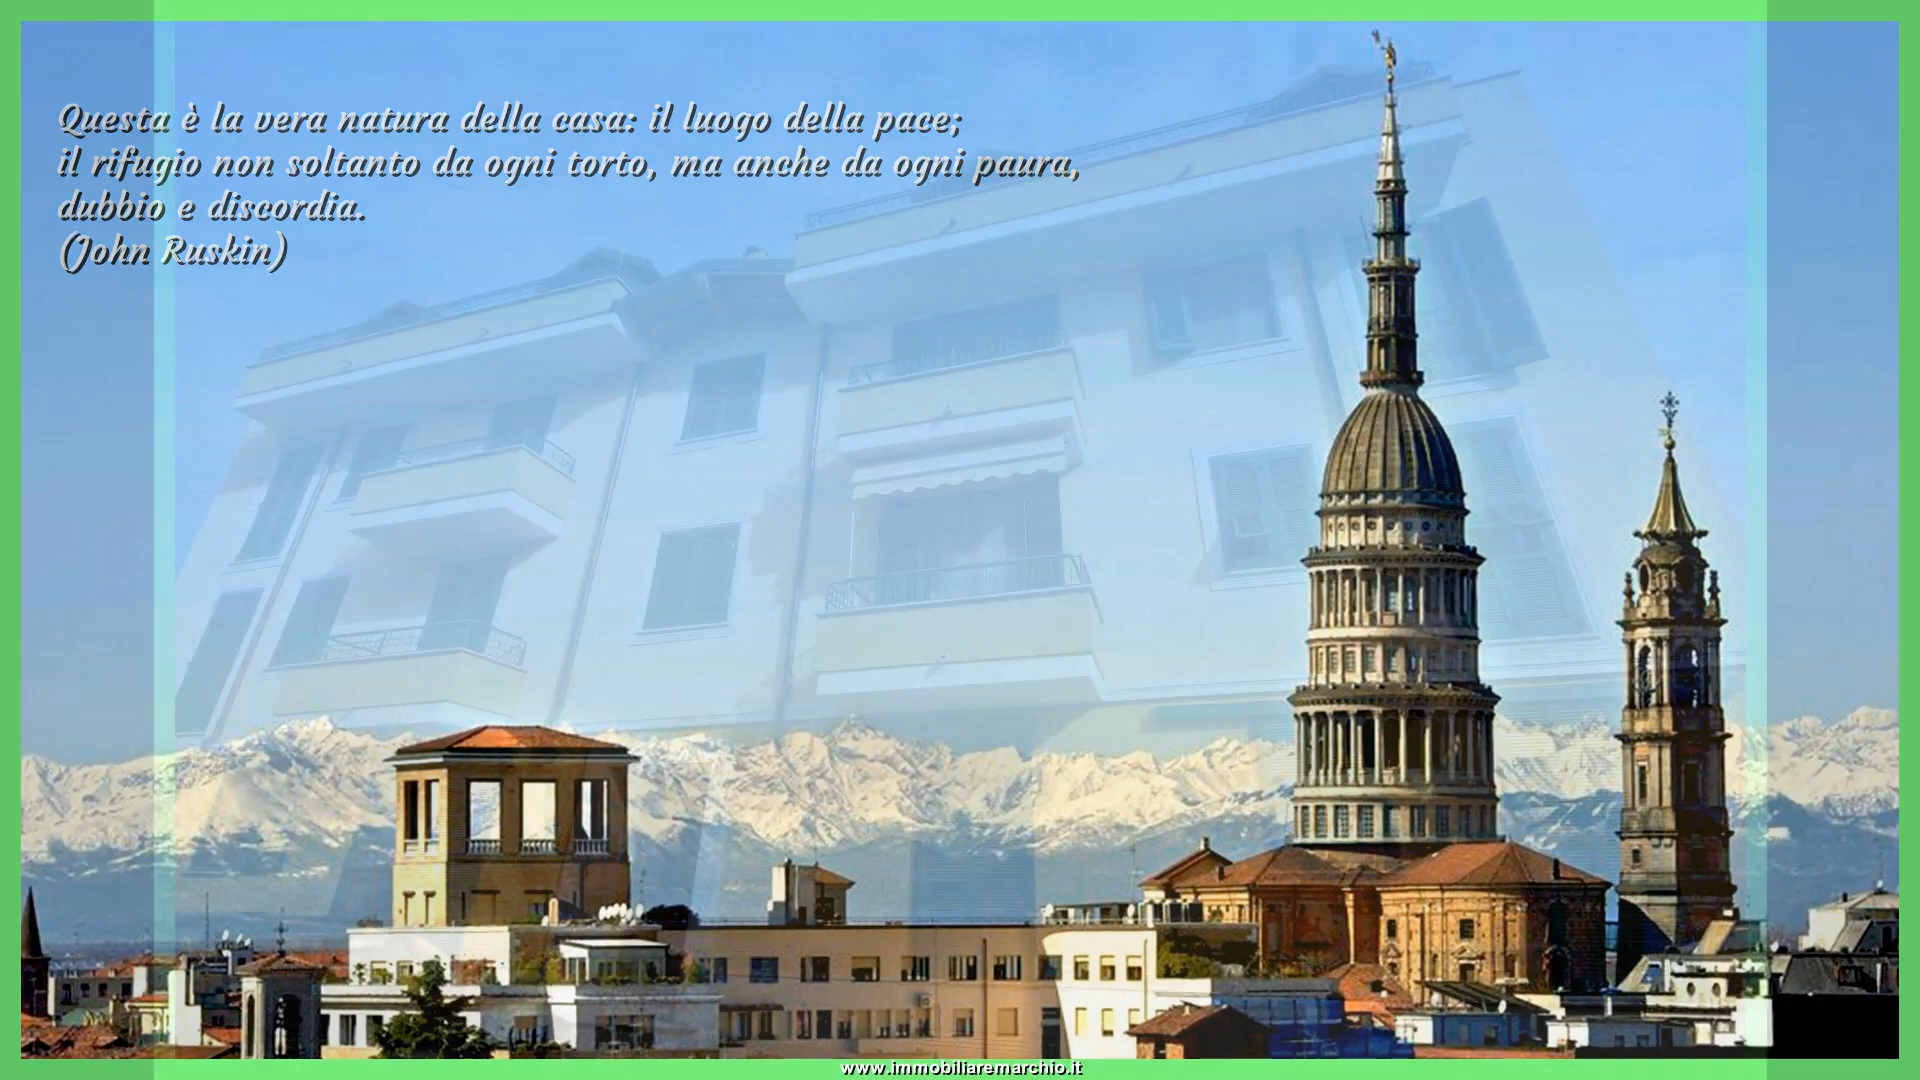 Questa è la vera natura della casa: il luogo della pace;
il rifugio non soltanto da ogni torto, ma anche da ogni paura,
dubbio e discordia.
(John Ruskin)
www.immobiliaremarchio.it